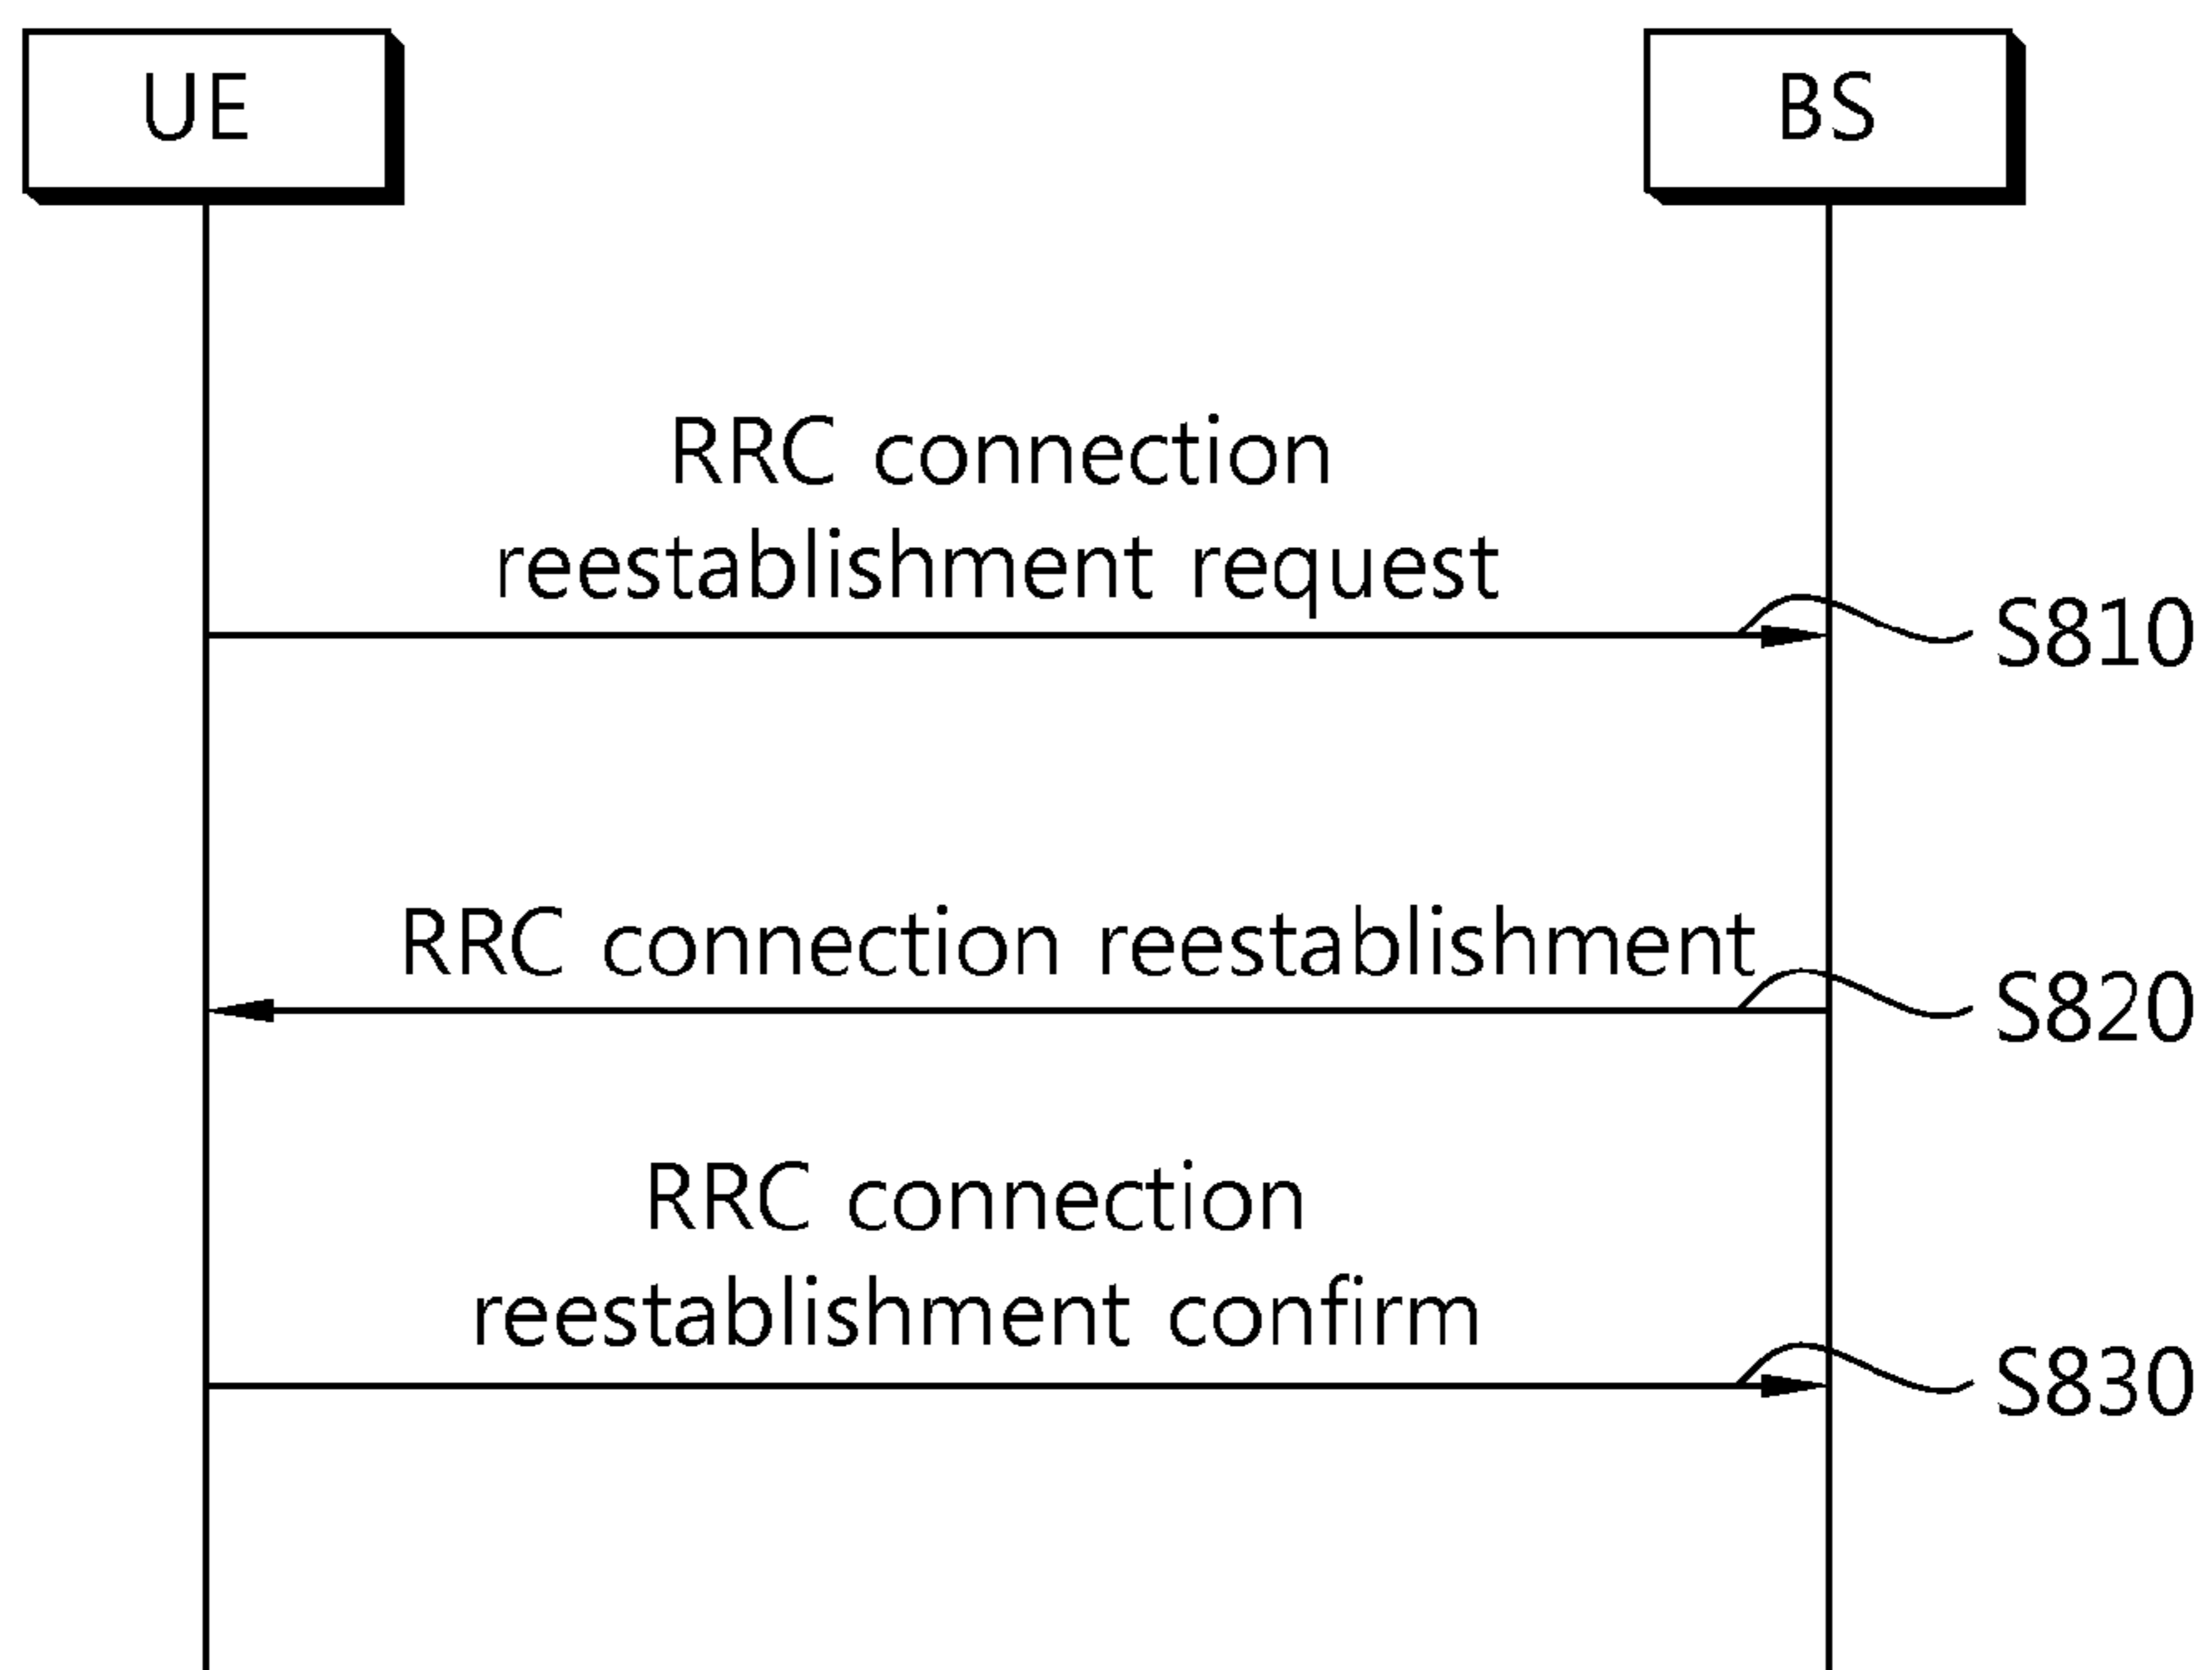 UE
BS
RRC connection
reestablishment request
S810
RRC connection reestablishment
S820
RRC connection
reestablishment confirm
S830